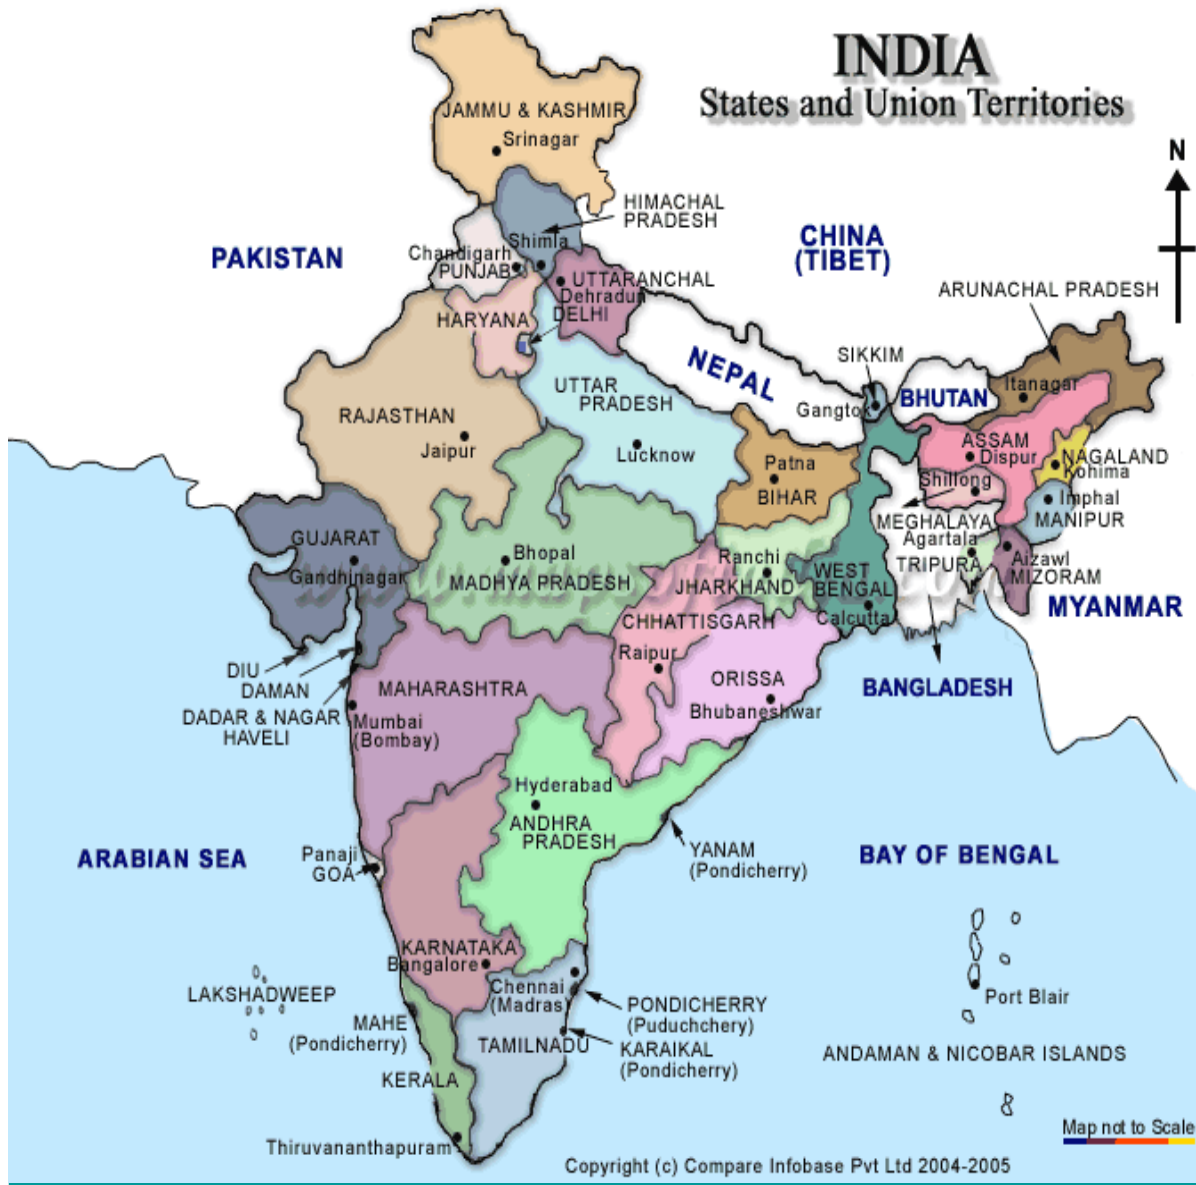 INDIA
States and Union Territories
N
JAMMU & KASHMIR
Srinagar
HIMACHAL
PRADESH
PAKISTAN
CHINA
(TIBET)
Shimla
Chandigarh
PUNJAB
UTTARANCHAL
Dehradun
DELHI
HARYANA
ARUNACHAL PRADESH
NEPAL
SIKKIM
Gangtok
BHUTAN
Itanagar
UTTAR
PRADESH
RAJASTHAN
Jaipur
Lucknow
Patna
BIHAR
ASSAM
Dispur
NAGALAND
Kohima
Shillong
Imphal
MANIPUR
MEGHALAYA
Agartala
TRIPURA
Aizawl
MIZORAM
MYANMAR
GUJARAT
Gandhinagar
Bhopal
MADHYA PRADESH
Ranchi
JHARKHAND
WEST
BENGAL
Calcutta
CHHATTISGARH
Raipur
ORISSA
Bhubaneshwar
BANGLADESH
DIU
DAMAN
DADAR & NAGAR
HAVELI
MAHARASHTRA
Mumbai
(Bombay)
Hyderabad
ANDHRA
PRADESH
YANAM
(Pondicherry)
ARABIAN SEA
BAY OF BENGAL
Panaji
GOA
KARNATAKA
Bangalore
LAKSHADWEEP
Chennai
(Madras)
PONDICHERRY
(Puduchchery)
MAHE
(Pondicherry)
TAMILNADU
KARAIKAL
(Pondicherry)
KERALA
Thiruvananthapuram
Port Blair
ANDAMAN & NICOBAR ISLANDS
Map not to Scale
Copyright (c) Compare Infobase Pvt Ltd 2004-2005